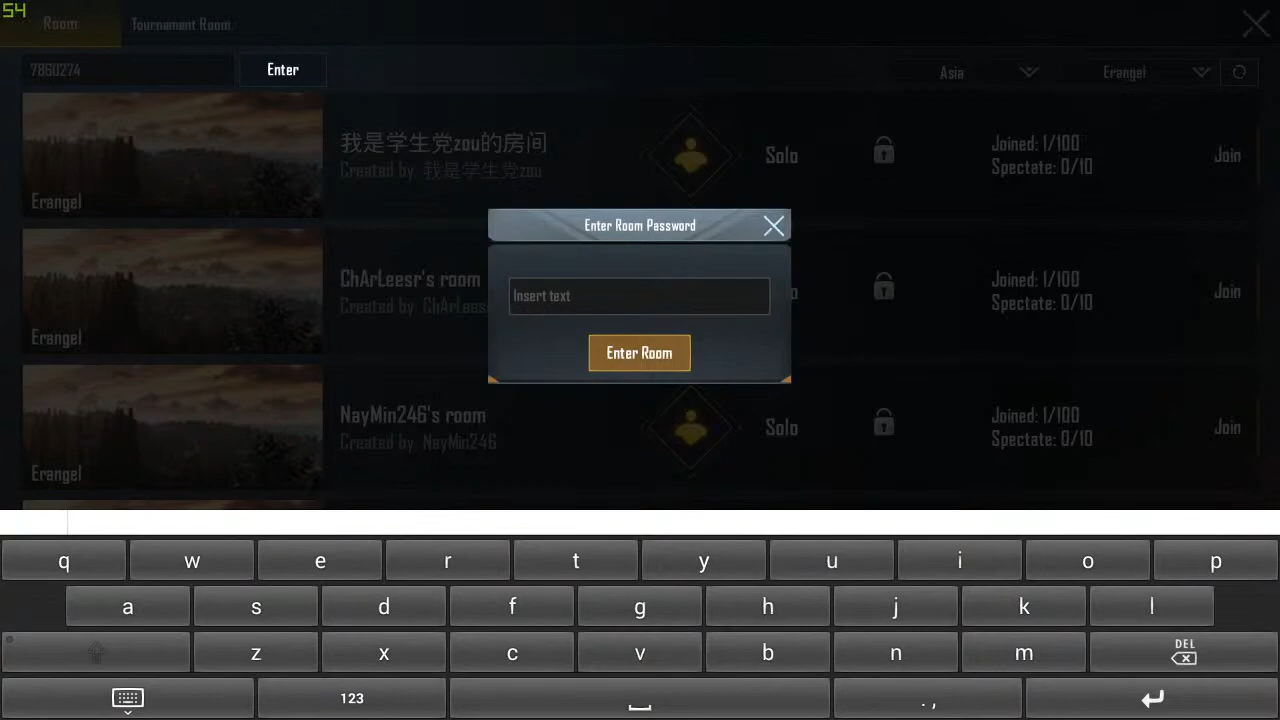 54
Room
Tournament Room
7860274
Enter
Asia
Erangel
我是学生党zou的房间
Created by: 我是学生党zou
Erangel
Solo
Joined: 1/100
Spectate: 0/10
Join
Enter Room Password
Insert text
Enter Room
ChArLeesr's room
Created by: ChArLees
Erangel
Joined: 1/100
Spectate: 0/10
Join
NayMin246's room
Created by: NayMin246
Erangel
Solo
Joined: 1/100
Spectate: 0/10
Join
q w e r t y u i o p
a s d f g h j k l
z x c v b n m DEL
123 . ,